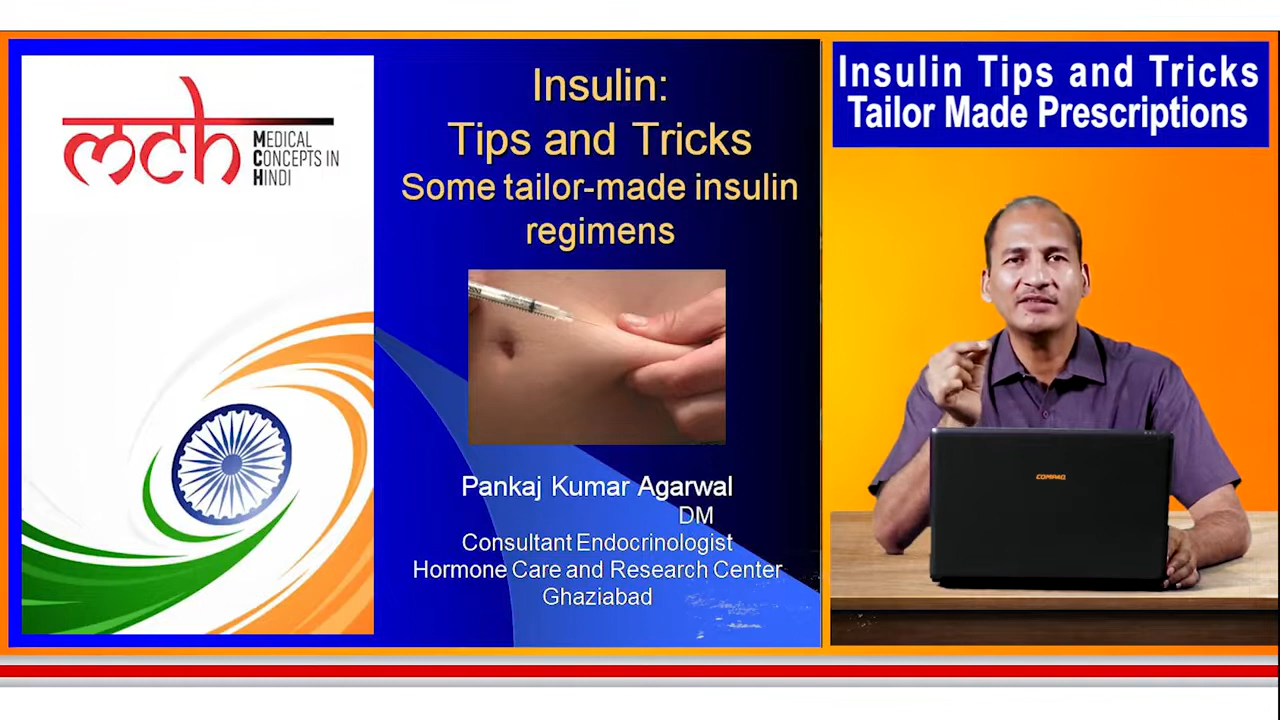 mch
MEDICAL
CONCEPTS IN
HINDI
Insulin:
Tips and Tricks
Some tailor-made insulin
regimens
Pankaj Kumar Agarwal
DM
Consultant Endocrinologist
Hormone Care and Research Center
Ghaziabad
Insulin Tips and Tricks
Tailor Made Prescriptions
COMPAQ